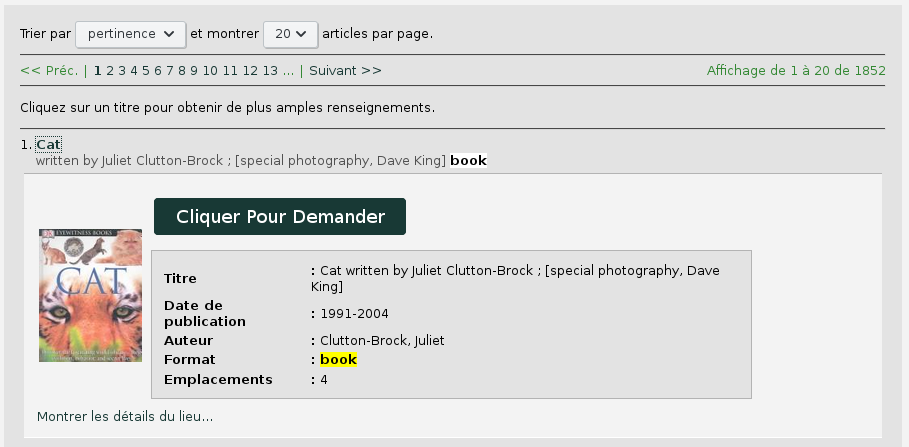 Trier par pertinence et montrer 20 articles par page.
<< Préc. | 1 2 3 4 5 6 7 8 9 10 11 12 13 ... | Suivant >> Affichage de 1 à 20 de 1852
Cliquez sur un titre pour obtenir de plus amples renseignements.
1. Cat
written by Juliet Clutton-Brock ; [special photography, Dave King] book
Cliquer Pour Demander
EYEWITNESS BOOKS
CAT
Titre : Cat written by Juliet Clutton-Brock ; [special photography, Dave
King]
Date de
publication : 1991-2004
Auteur : Clutton-Brock, Juliet
Format : book
Emplacements : 4
Montrer les détails du lieu...